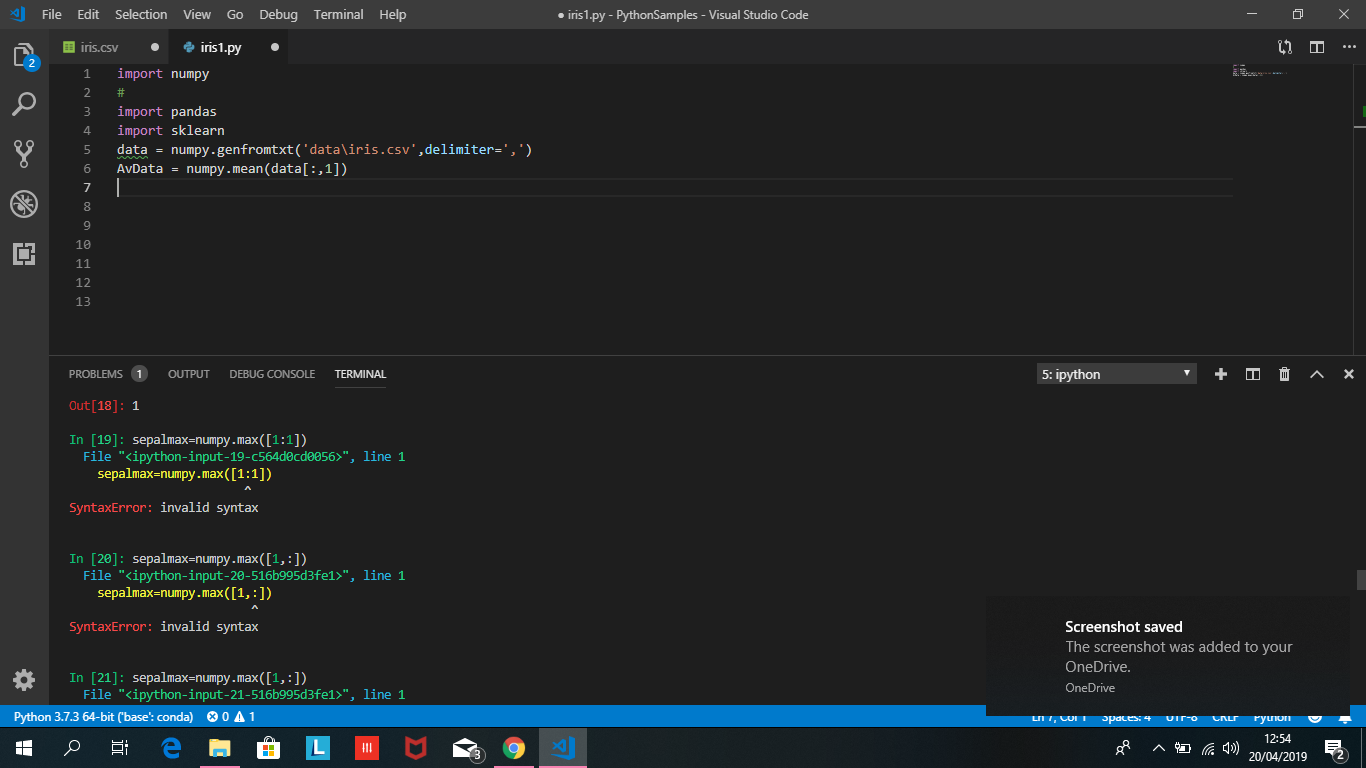 File Edit Selection View Go Debug Terminal Help ● iris1.py - PythonSamples - Visual Studio Code
iris.csv iris1.py
2
1 import numpy
2 #
3 import pandas
4 import sklearn
5 data = numpy.genfromtxt('data\iris.csv',delimiter=',')
6 AvData = numpy.mean(data[:,1])
7
8
9
10
11
12
13
PROBLEMS 1 OUTPUT DEBUG CONSOLE TERMINAL 5: ipython
Out[18]: 1
In [19]: sepalmax=numpy.max([1:1])
File "<ipython-input-19-c564d0cd0056>", line 1
sepalmax=numpy.max([1:1])
^
SyntaxError: invalid syntax
In [20]: sepalmax=numpy.max([1,:])
File "<ipython-input-20-516b995d3fe1>", line 1
sepalmax=numpy.max([1,:])
^
SyntaxError: invalid syntax
In [21]: sepalmax=numpy.max([1,:])
File "<ipython-input-21-516b995d3fe1>", line 1
Screenshot saved
The screenshot was added to your
OneDrive.
OneDrive
Python 3.7.3 64-bit ('base': conda) 0 1 Ln 7, Col 1 Spaces: 4 UTF-8 CRLF Python
L
3
12:54
20/04/2019
2